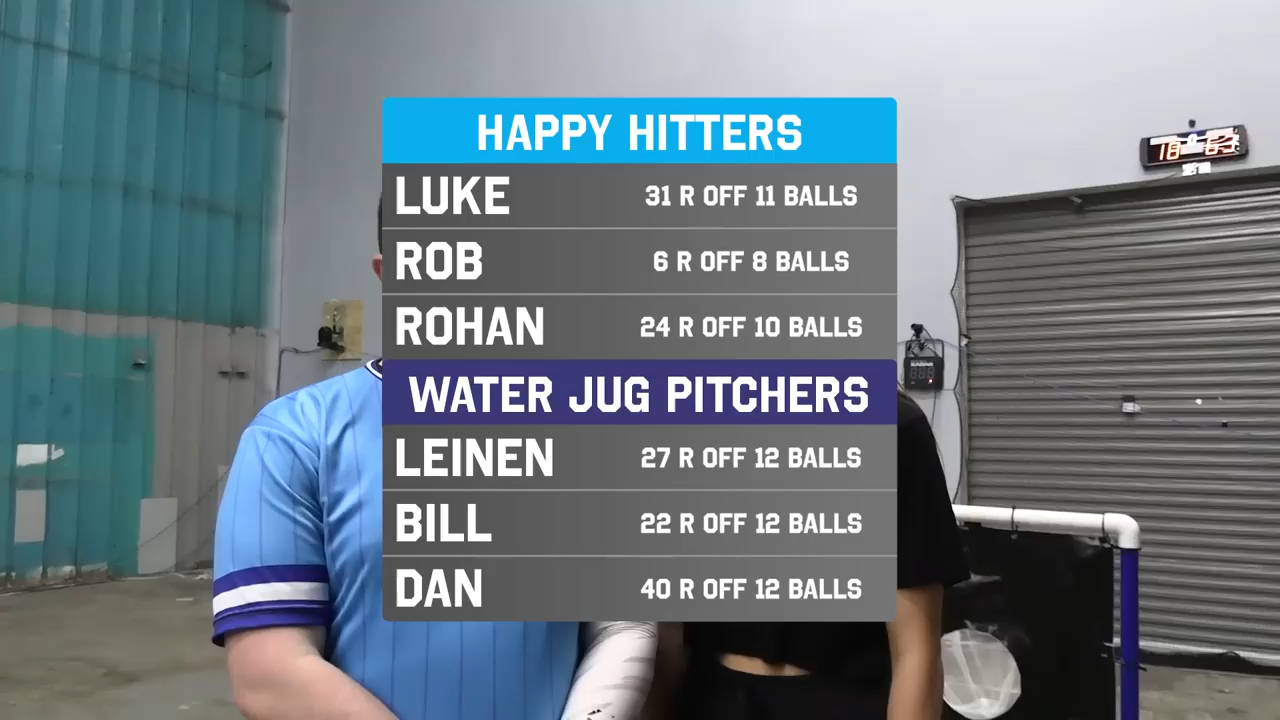 HAPPY HITTERS
LUKE 31 R OFF 11 BALLS
ROB 6 R OFF 8 BALLS
ROHAN 24 R OFF 10 BALLS
WATER JUG PITCHERS
LEINEN 27 R OFF 12 BALLS
BILL 22 R OFF 12 BALLS
DAN 40 R OFF 12 BALLS